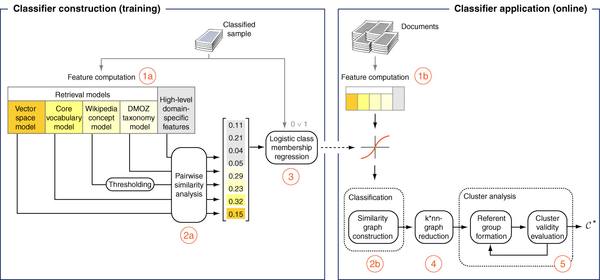 Classifier construction (training)
Classified
sample
Feature computation
1a
Retrieval models
Vector
space
model
Core
vocabulary
model
Wikipedia
concept
model
DMOZ
taxonomy
model
High-level
domain-
specific
features
Thresholding
Pairwise
similarity
analysis
2a
0.11
0.21
0.04
0.05
0.29
0.23
0.32
0.15
0 ∨ 1
Logistic class
membership
regression
3
Classifier application (online)
Documents
Feature computation
1b
Classification
Similarity
graph
construction
2b
k*nn-
graph
reduction
4
Cluster analysis
Referent
group
formation
Cluster
validity
evaluation
5
C*